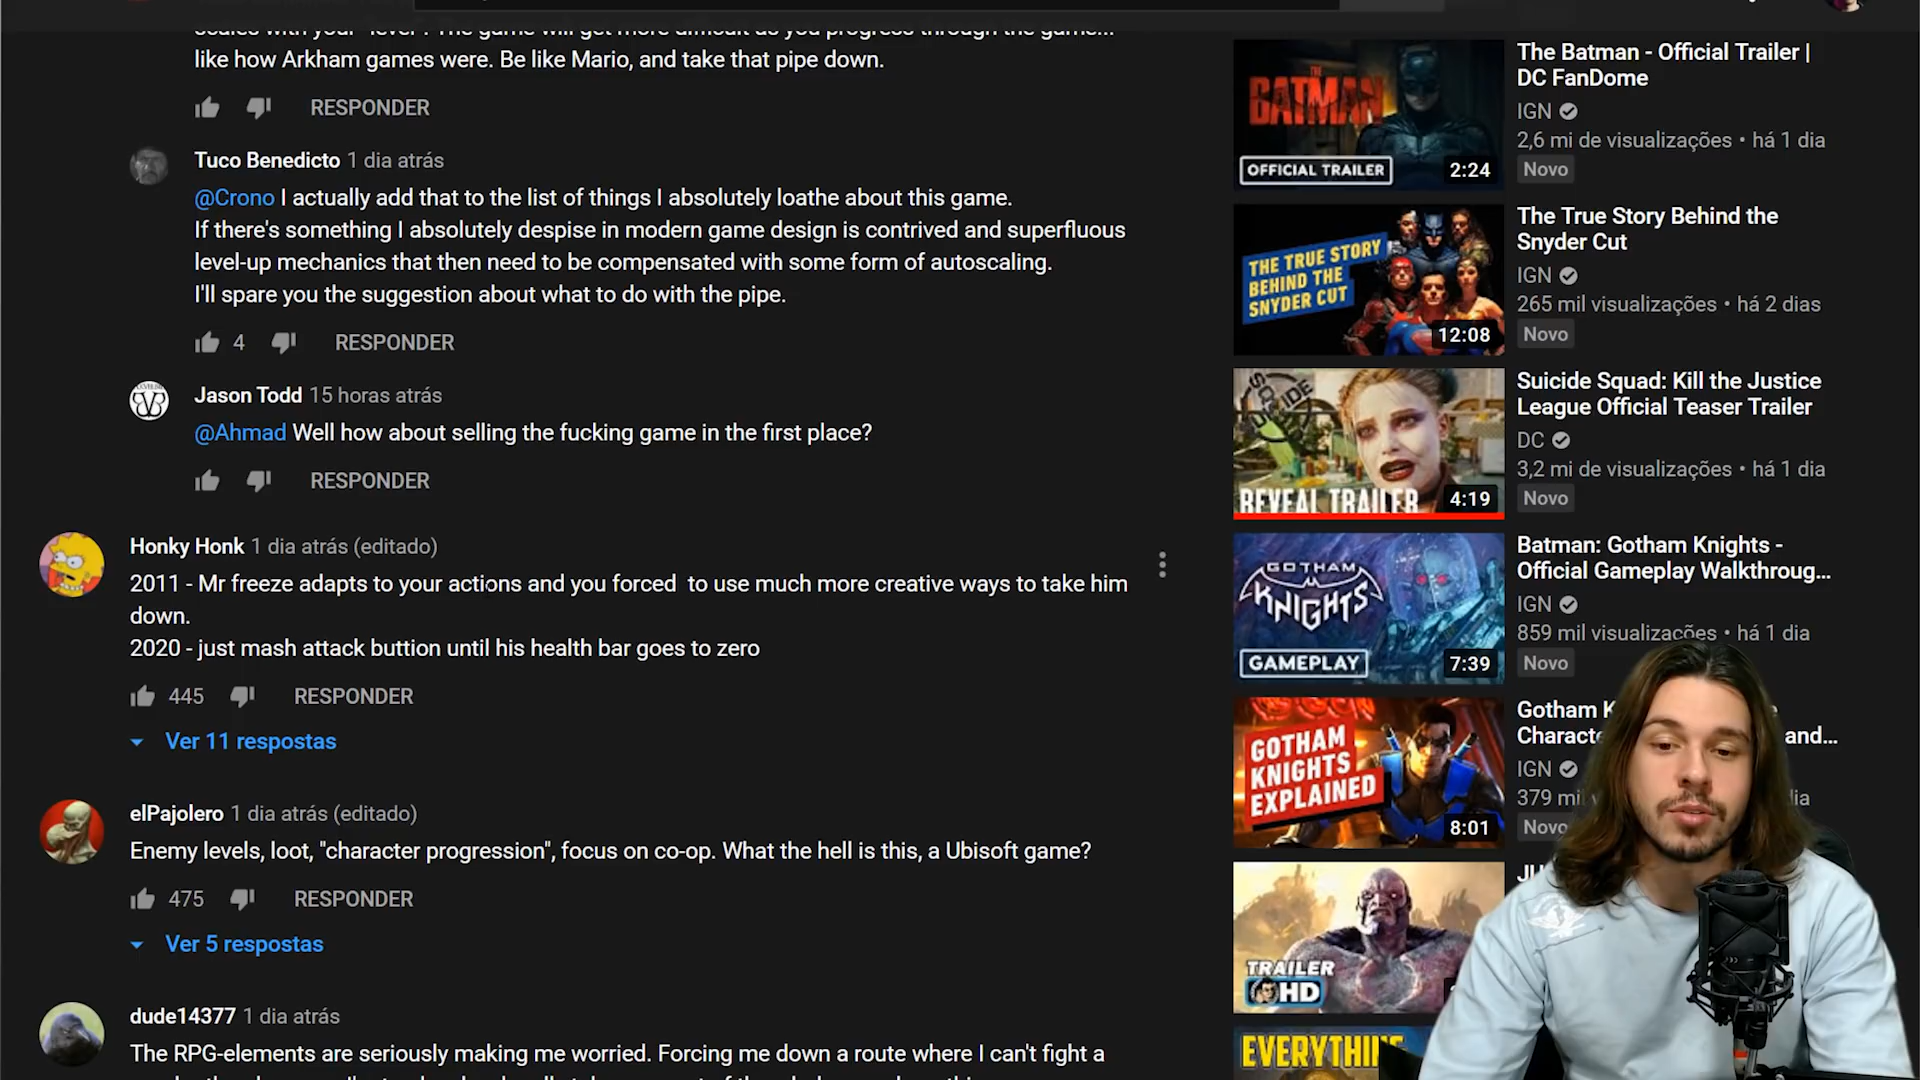 like how Arkham games were. Be like Mario, and take that pipe down.
RESPONDER
Tuco Benedicto 1 dia atrás
@Crono I actually add that to the list of things I absolutely loathe about this game.
If there's something I absolutely despise in modern game design is contrived and superfluous
level-up mechanics that then need to be compensated with some form of autoscaling.
I'll spare you the suggestion about what to do with the pipe.
4 RESPONDER
Jason Todd 15 horas atrás
@Ahmad Well how about selling the fucking game in the first place?
RESPONDER
Honky Honk 1 dia atrás (editado)
2011 - Mr freeze adapts to your actions and you forced to use much more creative ways to take him
down.
2020 - just mash attack buttion until his health bar goes to zero
445 RESPONDER
Ver 11 respostas
elPajolero 1 dia atrás (editado)
Enemy levels, loot, "character progression", focus on co-op. What the hell is this, a Ubisoft game?
475 RESPONDER
Ver 5 respostas
dude14377 1 dia atrás
The RPG-elements are seriously making me worried. Forcing me down a route where I can't fight a
THE
BATMAN
OFFICIAL TRAILER
2:24
The Batman - Official Trailer |
DC FanDome
IGN
2,6 mi de visualizações • há 1 dia
Novo
THE TRUE STORY
BEHIND THE
SNYDER CUT
12:08
The True Story Behind the
Snyder Cut
IGN
265 mil visualizações • há 2 dias
Novo
REVEAL TRAILER
4:19
Suicide Squad: Kill the Justice
League Official Teaser Trailer
DC
3,2 mi de visualizações • há 1 dia
Novo
GOTHAM
KNIGHTS
GAMEPLAY
7:39
Batman: Gotham Knights -
Official Gameplay Walkthroug...
IGN
859 mil visualizações • há 1 dia
Novo
GOTHAM
KNIGHTS
EXPLAINED
8:01
Gotham
and...
IGN
379 mil
Novo
TRAILER
HD
EVERYTHING